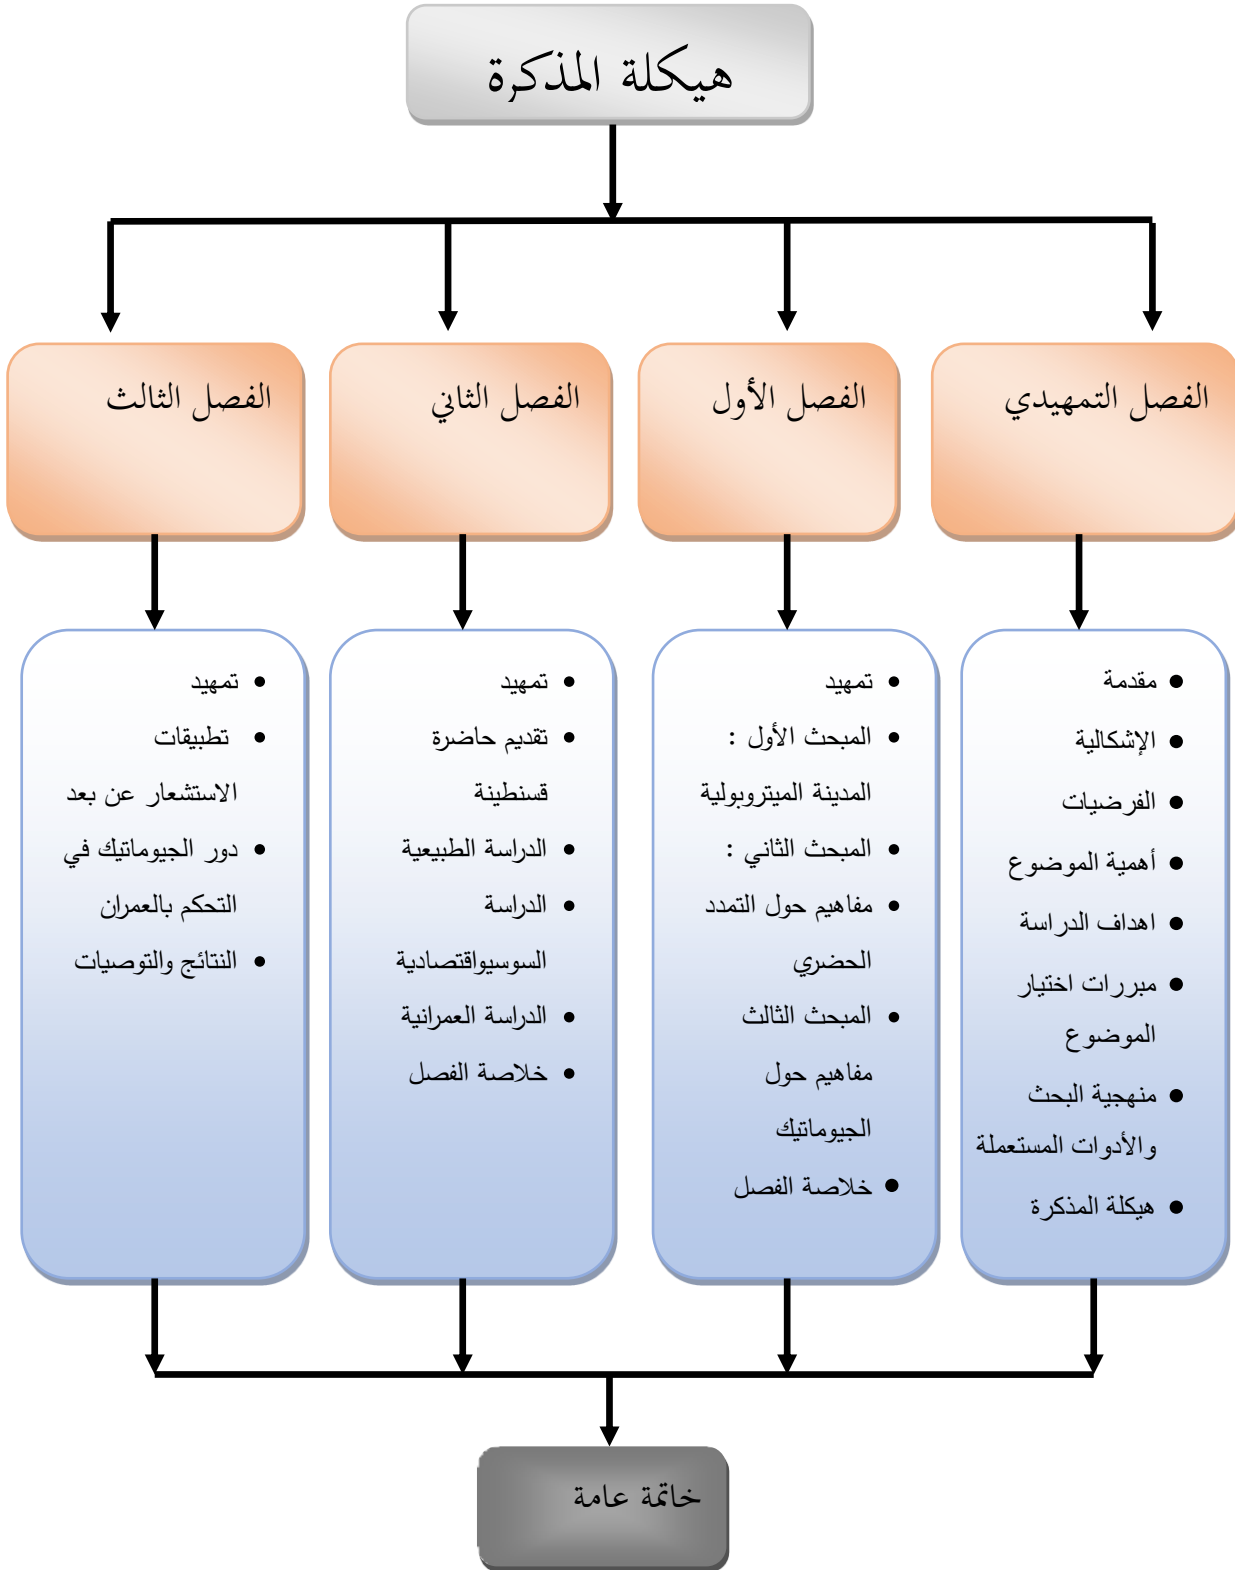 هيكلة المذكرة
الفصل التمهيدي
الفصل الأول
الفصل الثاني
الفصل الثالث
• مقدمة
• الإشكالية
• الفرضيات
• أهمية الموضوع
• اهداف الدراسة
• مبررات اختيار
الموضوع
• منهجية البحث
والأدوات المستعملة
• هيكلة المذكرة
• تمهيد
• المبحث الأول :
المدينة الميتروبولية
• المبحث الثاني :
• مفاهيم حول التمدد
الحضري
• المبحث الثالث
مفاهيم حول
الجيوماتيك
• خلاصة الفصل
• تمهيد
• تقديم حاضرة
قسنطينة
• الدراسة الطبيعية
• الدراسة
السوسيواقتصادية
• الدراسة العمرانية
• خلاصة الفصل
• تمهيد
• تطبيقات
الاستشعار عن بعد
• دور الجيوماتيك في
التحكم بالعمران
• النتائج والتوصيات
خاتمة عامة